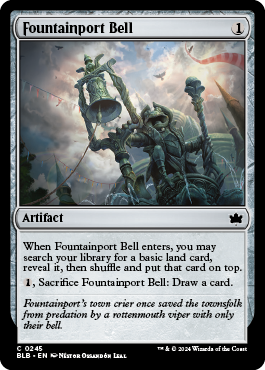 Fountainport Bell 1
Artifact
When Fountainport Bell enters, you may
search your library for a basic land card,
reveal it, then shuffle and put that card on top.
1, Sacrifice Fountainport Bell: Draw a card.
Fountainport's town crier once saved the townsfolk
from predation by a rottenmouth viper with only
their bell.
C 0245
BLB • EN Néstor Ossandón Leal
™ & © 2024 Wizards of the Coast